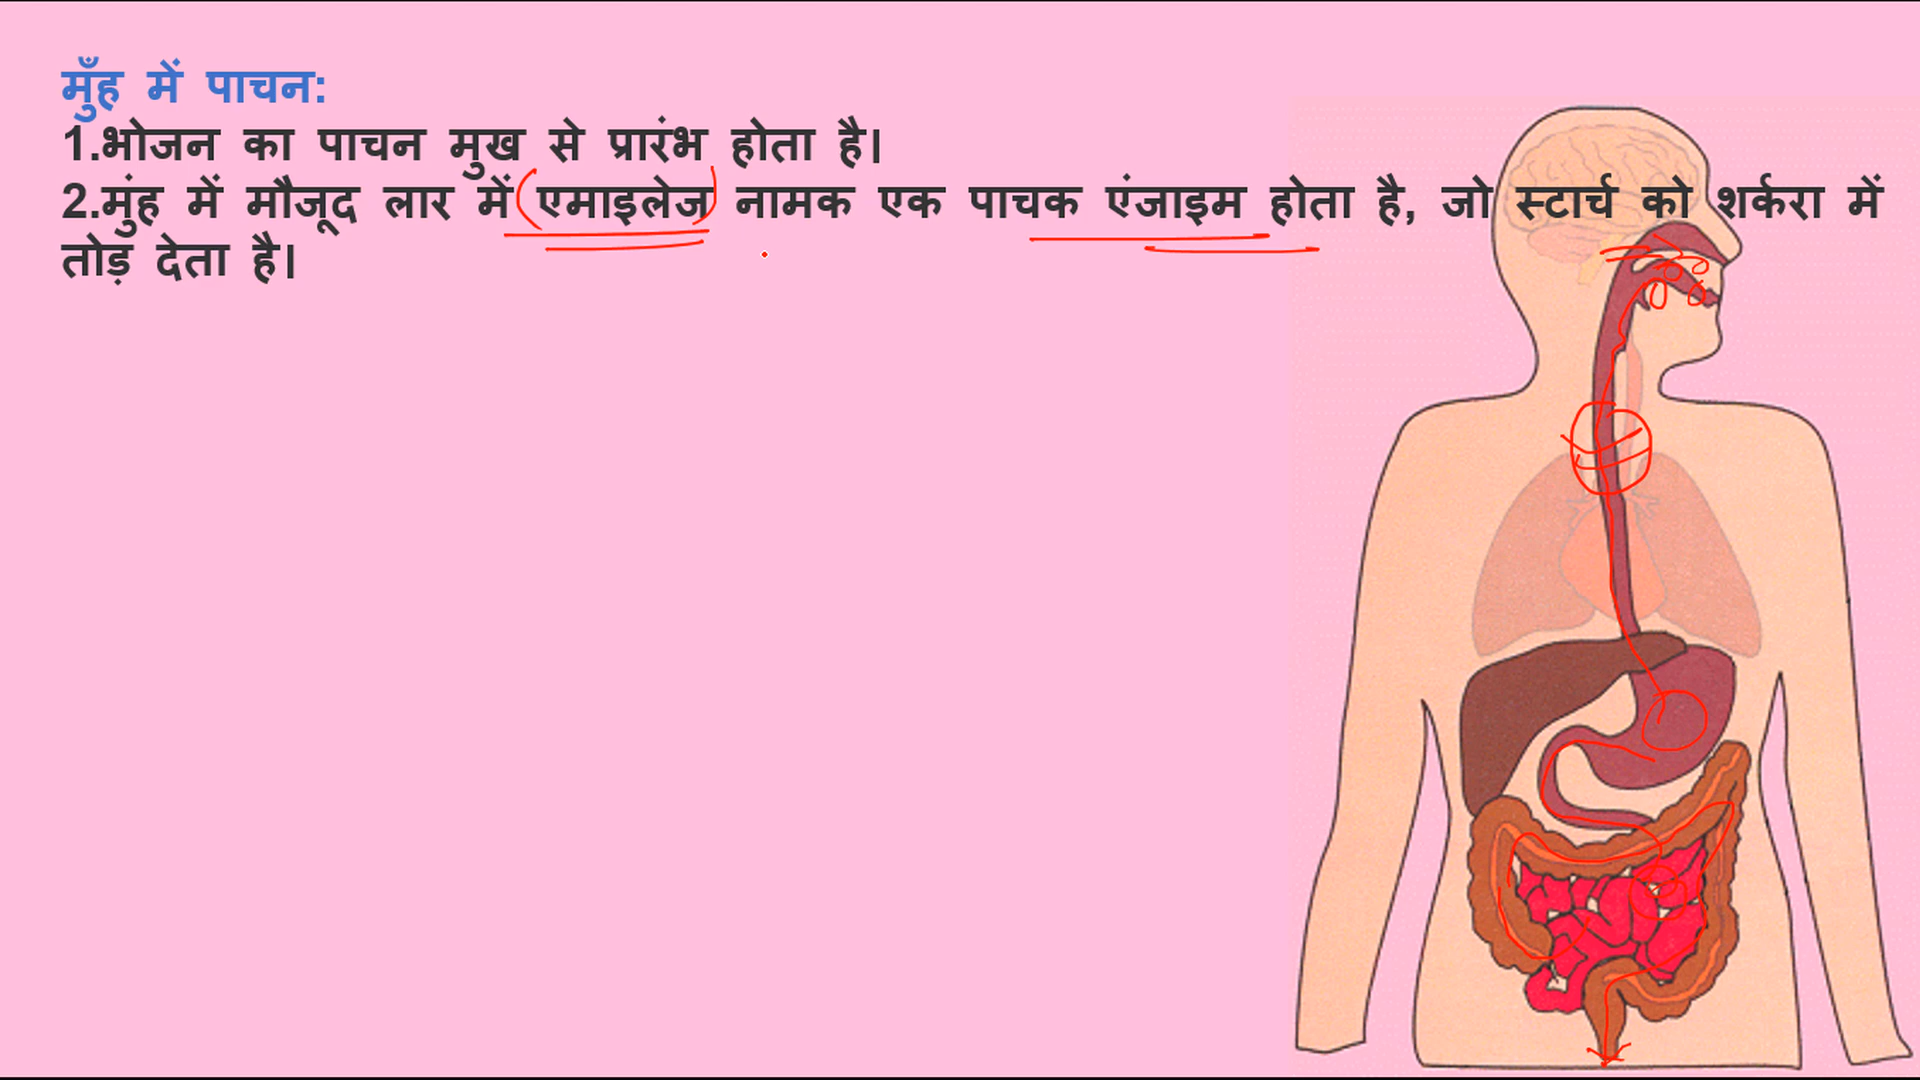 मुँह में पाचन:
1.भोजन का पाचन मुख से प्रारंभ होता है।
2.मुंह में मौजूद लार में एमाइलेज नामक एक पाचक एंजाइम होता है, जो स्टार्च को शर्करा में
तोड़ देता है।